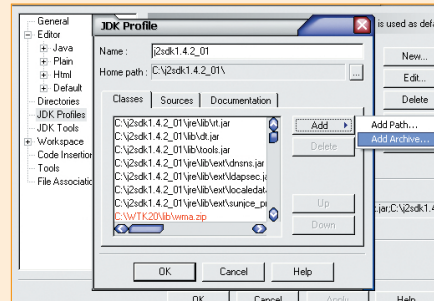 General
Editor
Java
Plain
Html
Default
Directories
JDK Profiles
JDK Tools
Workspace
Code Insertion
Tools
File Associatio
JDK Profile
Name : j2sdk1.4.2_01
Home path : C:\j2sdk1.4.2_01\
...
Classes Sources Documentation
C:\j2sdk1.4.2_01\jre\lib\rt.jar
C:\j2sdk1.4.2_01\lib\dt.jar
C:\j2sdk1.4.2_01\lib\tools.jar
C:\j2sdk1.4.2_01\jre\lib\ext\dnsns.jar
C:\j2sdk1.4.2_01\jre\lib\ext\ldapsec.ja
C:\j2sdk1.4.2_01\jre\lib\ext\localedat
C:\j2sdk1.4.2_01\jre\lib\ext\sunjce_p
C:\WTK20\lib\wma.zip
Add
Delete
Up
Down
OK Cancel Help
Add Path...
Add Archive...
is used as defa
New...
Edit...
Delete
.jar;C:\j2sdk1.4
OK Cancel Apply Help